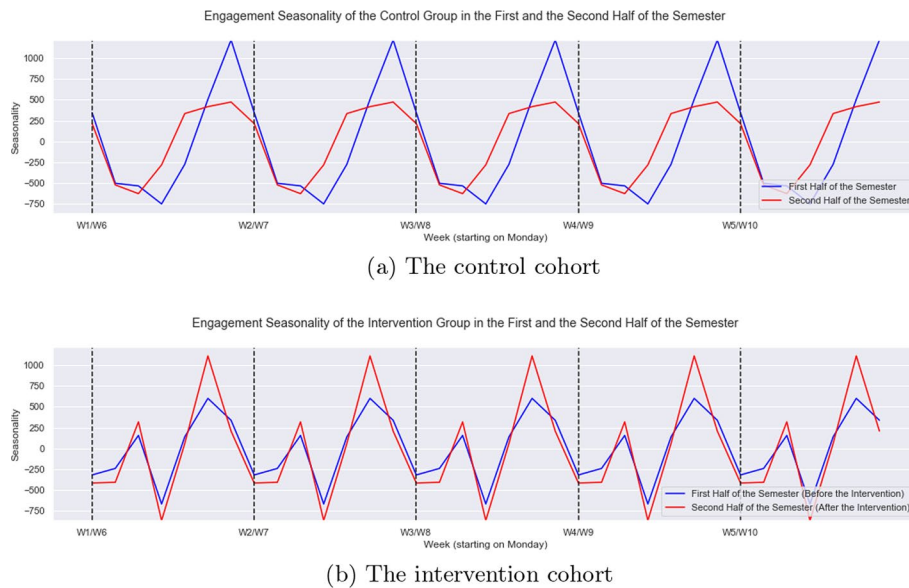 Engagement Seasonality of the Control Group in the First and the Second Half of the Semester
1000
750
500
250
0
−250
−500
−750
Seasonality
First Half of the Semester
Second Half of the Semester
W1/W6 W2/W7 W3/W8 W4/W9 W5/W10
Week (starting on Monday)
(a) The control cohort
Engagement Seasonality of the Intervention Group in the First and the Second Half of the Semester
1000
750
500
250
0
−250
−500
−750
Seasonality
First Half of the Semester (Before the Intervention)
Second Half of the Semester (After the Intervention)
W1/W6 W2/W7 W3/W8 W4/W9 W5/W10
Week (starting on Monday)
(b) The intervention cohort